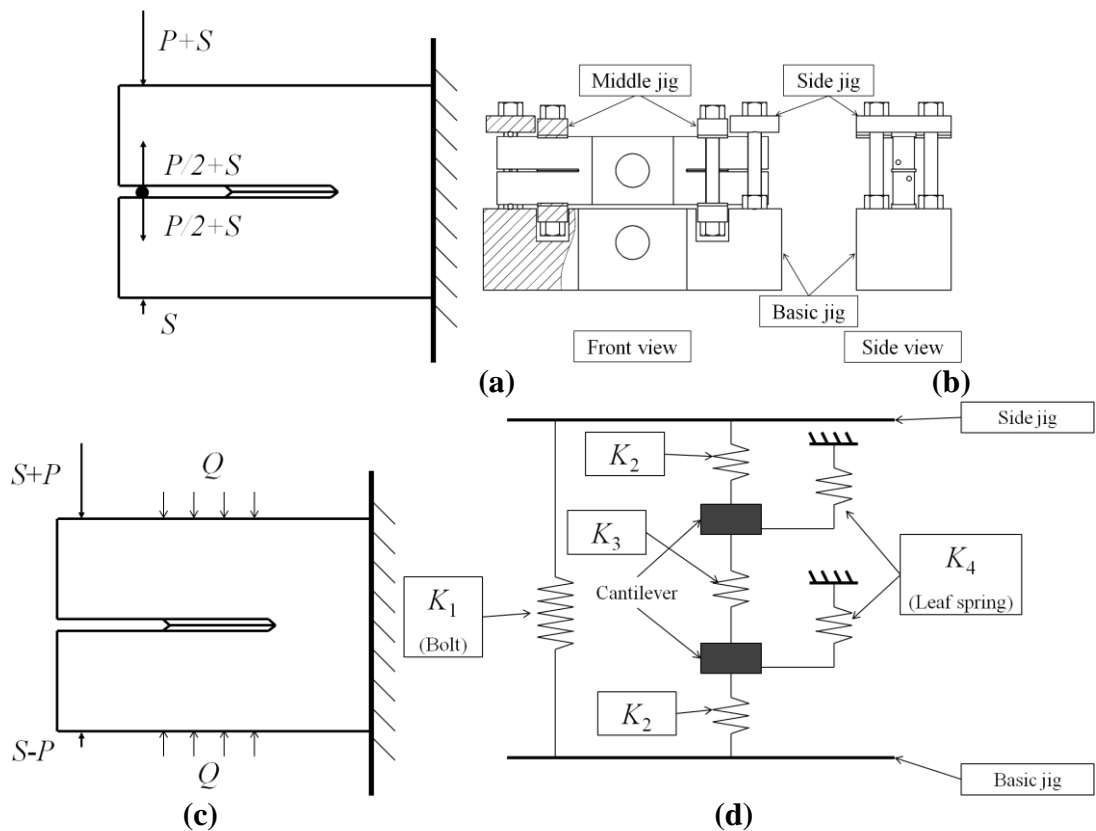 P+S
P/2+S
P/2+S
S
Middle jig
Side jig
Basic jig
Front view
Side view
(a)
(b)
S+P
Q
S-P
Q
(c)
Side jig
K2
K3
K1
(Bolt)
Cantilever
K4
(Leaf spring)
K2
Basic jig
(d)